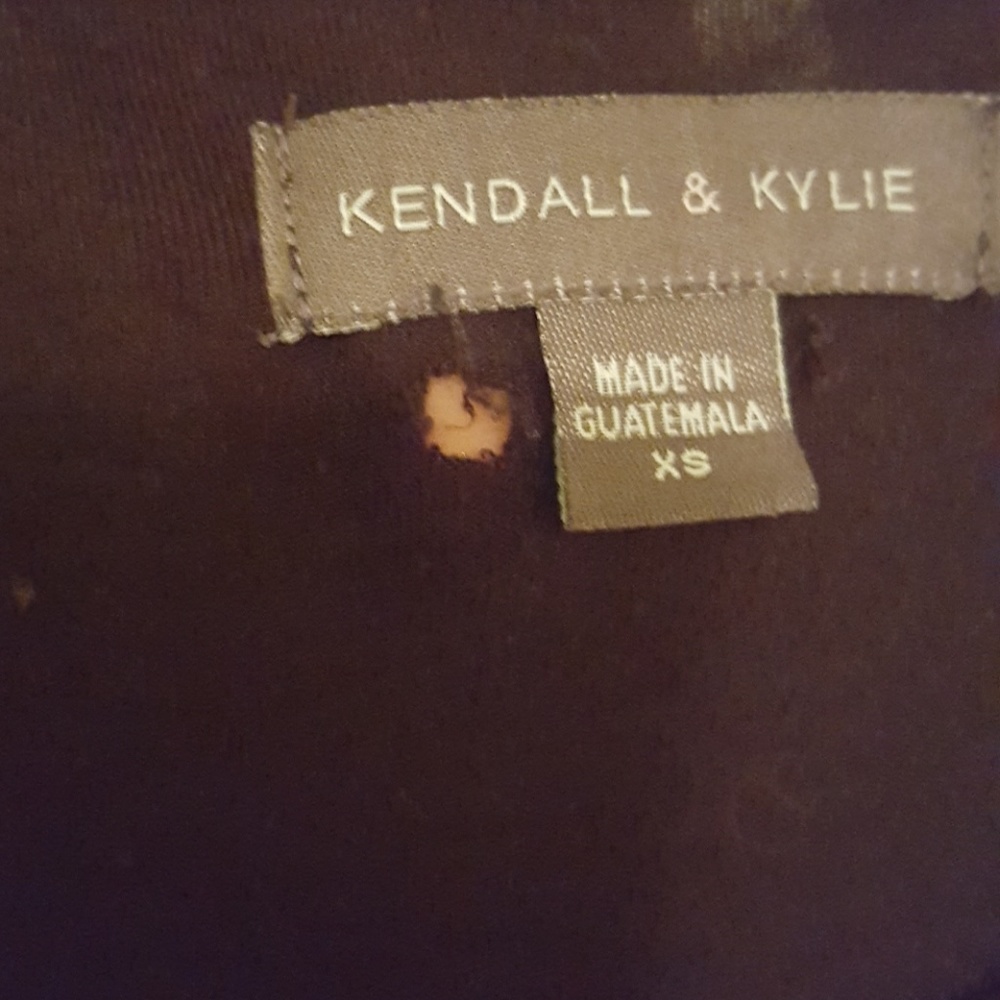 KENDALL & KYLIE
MADE IN
GUATEMALA
XS